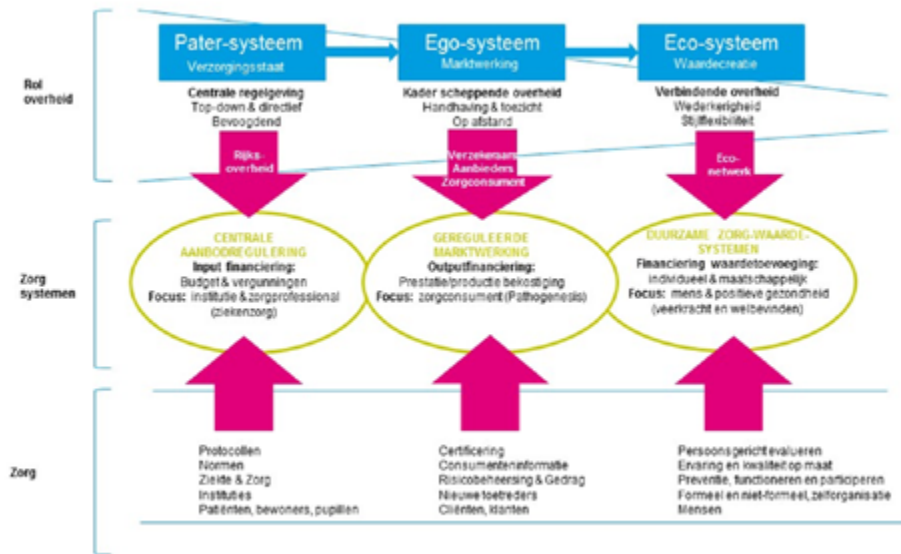 Rol
overheid
Pater-systeem
Verzorgingsstaat
Ego-systeem
Marktwerking
Eco-systeem
Waardecreatie
Centrale regelgeving
Top-down & directief
Bevoogdend
Kader scheppende overheid
Handhaving & toezicht
Op afstand
Verbindende overheid
Wederkerigheid
Stijlflexibiliteit
Rijks-
overheid
Verzekeraars
Aanbieders
Zorgconsument
Eco-
netwerk
Zorg
systemen
CENTRALE
AANBODREGULERING
Input financiering:
Budget & vergunningen
Focus: institutie & zorgprofessional
(ziekenzorg)
GEREGULEERDE
MARKTWERKING
Outputfinanciering:
Prestatie/productie bekostiging
Focus: zorgconsument (Pathogenesis)
DUURZAME ZORG-WAARDE-
SYSTEMEN
Financiering waardetoevoeging:
individueel & maatschappelijk
Focus: mens & positieve gezondheid
(veerkracht en welbevinden)
Zorg
Protocollen
Normen
Ziekte & Zorg
Instituties
Patiënten, bewoners, pupillen
Certificering
Consumenteninformatie
Risicobeheersing & Gedrag
Nieuwe toetreders
Cliënten, klanten
Persoonsgericht evalueren
Ervaring en kwaliteit op maat
Preventie, functioneren en participeren
Formeel en niet-formeel, zelforganisatie
Mensen